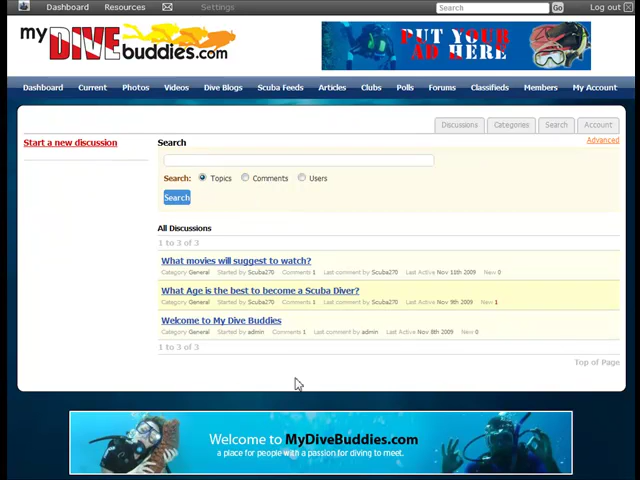 Dashboard Resources Settings Search Go Log out
my DIVE buddies.com
PUT YOUR AD HERE
Dashboard Current Photos Videos Dive Blogs Scuba Feeds Articles Clubs Polls Forums Classifieds Members My Account
Discussions Categories Search Account
Start a new discussion
Search
Advanced
Search: Topics Comments Users
Search
All Discussions
1 to 3 of 3
What movies will suggest to watch?
Category General Started by Scuba270 Comments 1 Last comment by Scuba270 Last Active Nov 11th 2009 New 0
What Age is the best to become a Scuba Diver?
Category General Started by Scuba270 Comments 1 Last comment by Scuba270 Last Active Nov 9th 2009 New 1
Welcome to My Dive Buddies
Category General Started by admin Comments 1 Last comment by admin Last Active Nov 8th 2009 New 0
1 to 3 of 3
Top of Page
Welcome to MyDiveBuddies.com
a place for people with a passion for diving to meet.